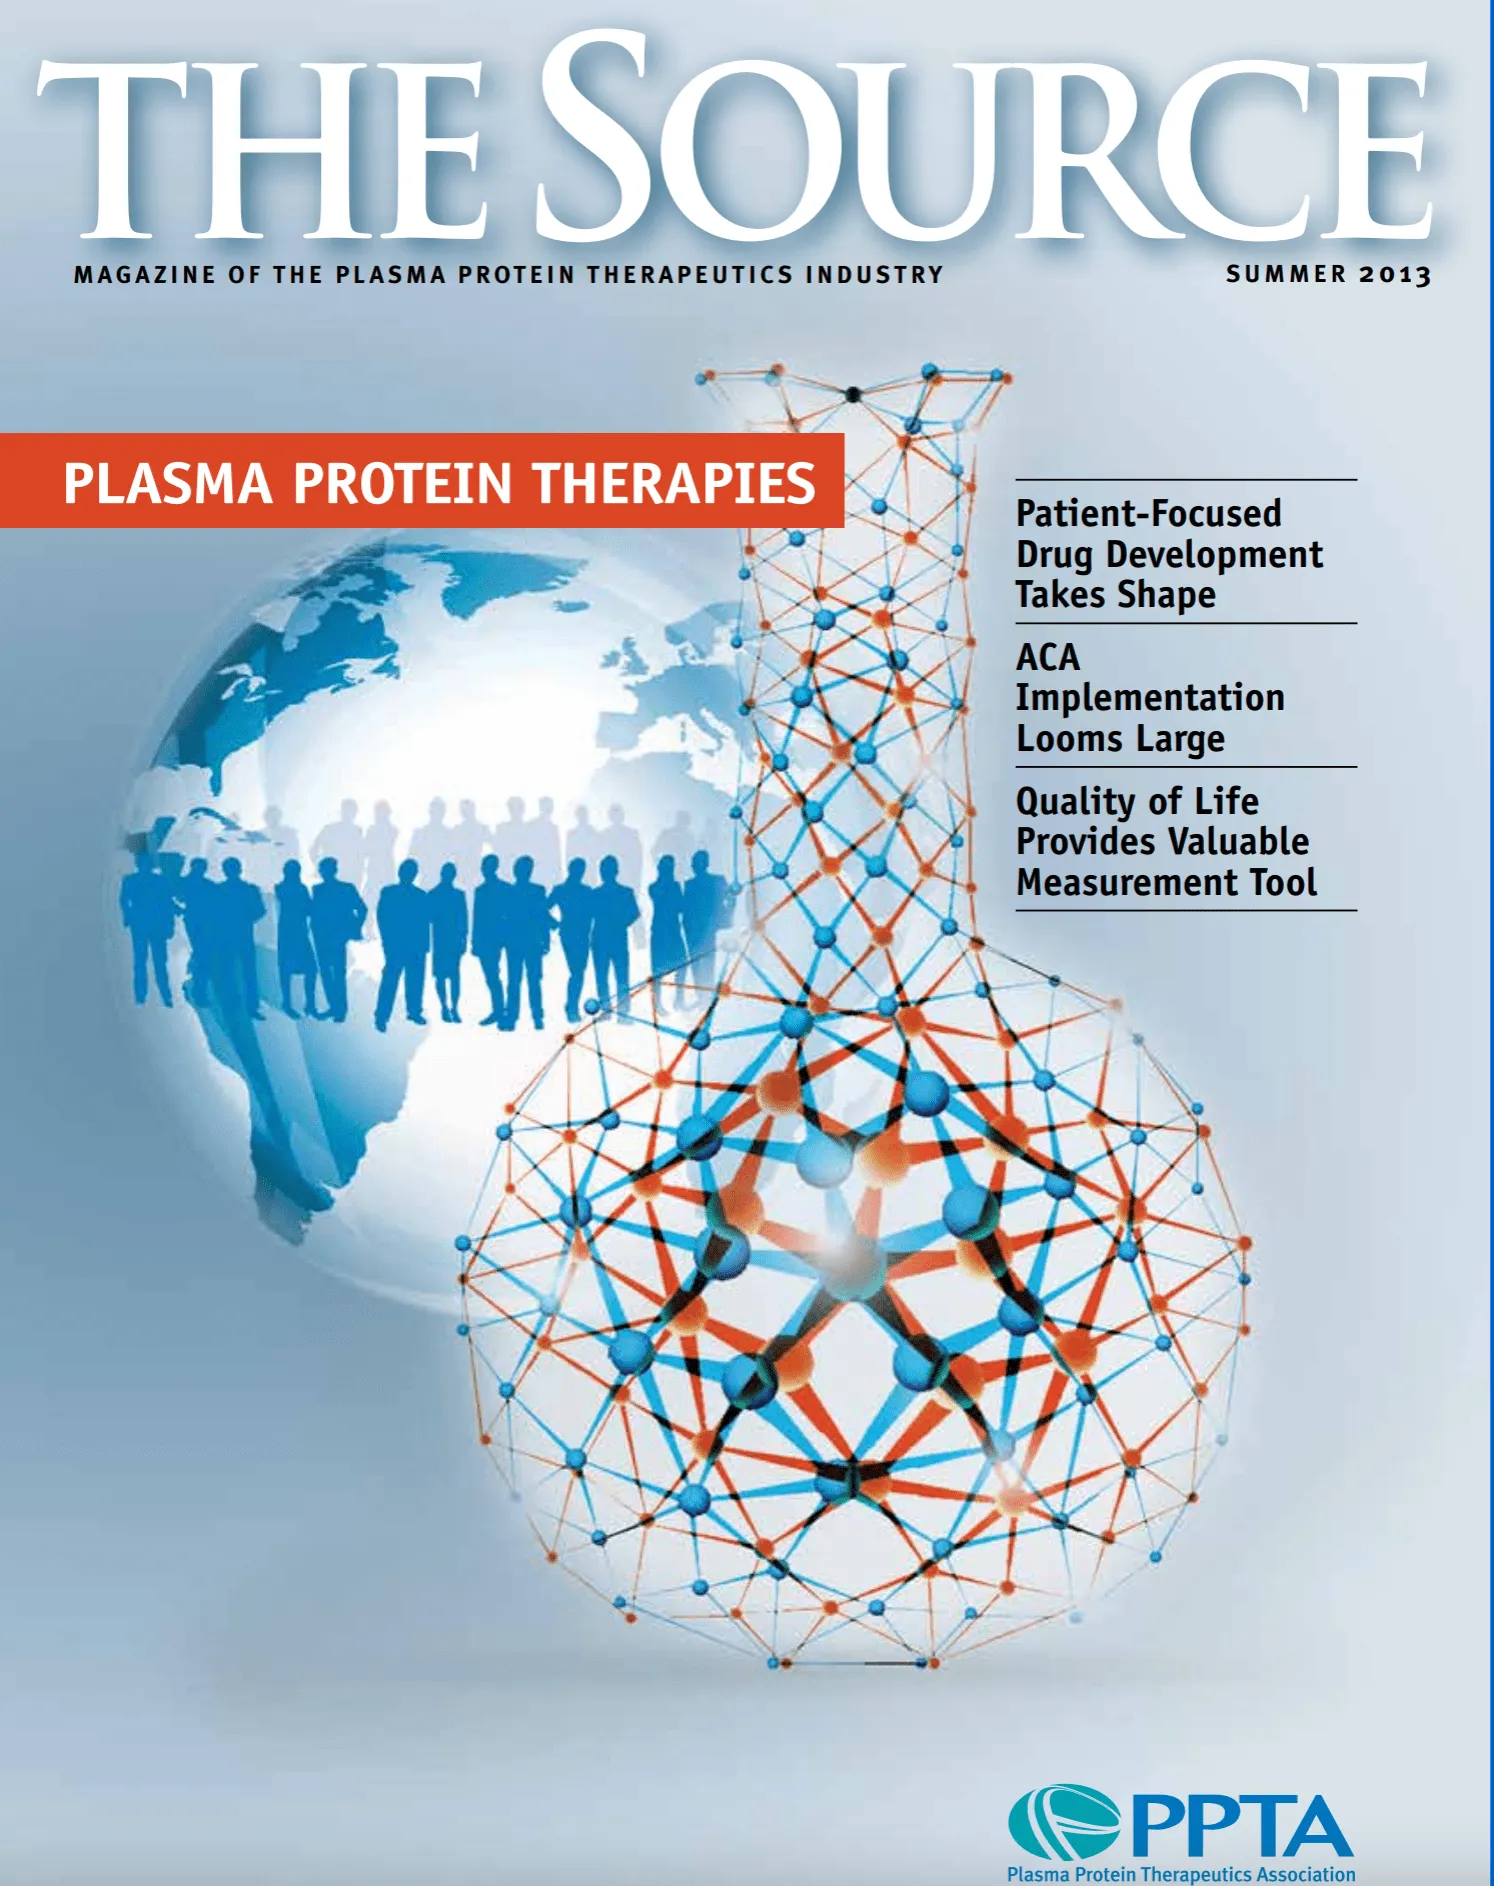 THE SOURCE
MAGAZINE OF THE PLASMA PROTEIN THERAPEUTICS INDUSTRY
SUMMER 2013
PLASMA PROTEIN THERAPIES
Patient-Focused
Drug Development
Takes Shape
ACA
Implementation
Looms Large
Quality of Life
Provides Valuable
Measurement Tool
PPTA
Plasma Protein Therapeutics Association